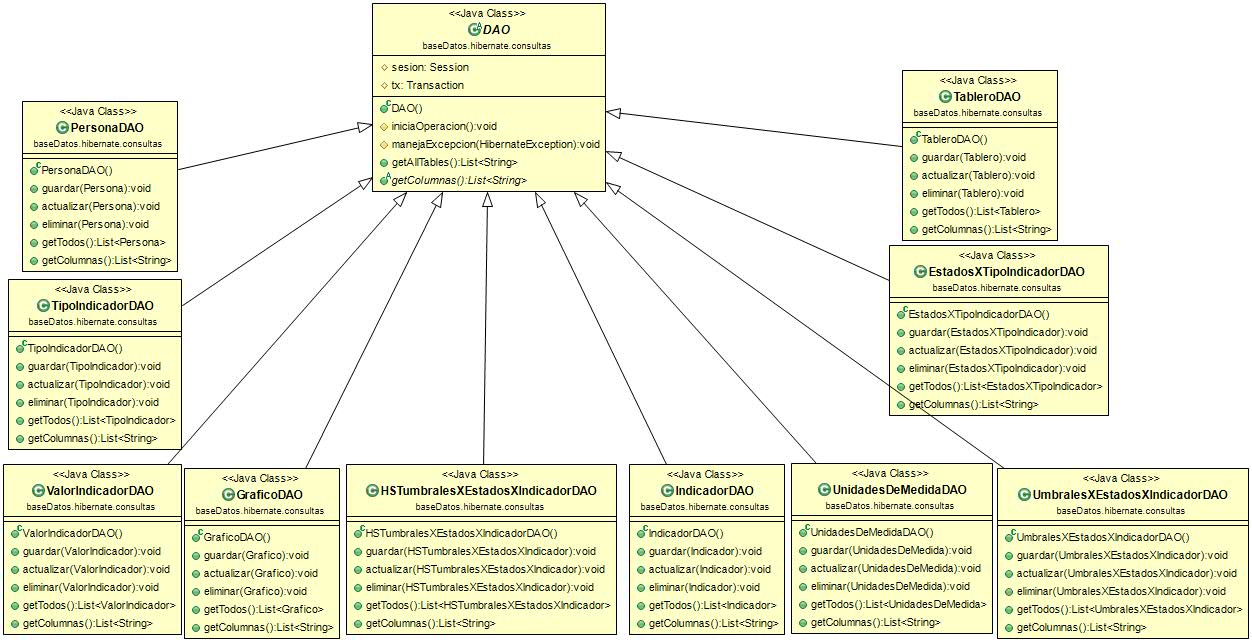 <<Java Class>>
DAO
baseDatos.hibernate.consultas
sesion: Session
tx: Transaction
DAO()
iniciaOperacion():void
manejaExcepcion(HibernateException):void
getAllTables():List<String>
getColumnas():List<String>
<<Java Class>>
PersonaDAO
baseDatos.hibernate.consultas
PersonaDAO()
guardar(Persona):void
actualizar(Persona):void
eliminar(Persona):void
getTodos():List<Persona>
getColumnas():List<String>
<<Java Class>>
TableroDAO
baseDatos.hibernate.consultas
TableroDAO()
guardar(Tablero):void
actualizar(Tablero):void
eliminar(Tablero):void
getTodos():List<Tablero>
getColumnas():List<String>
<<Java Class>>
TipoIndicadorDAO
baseDatos.hibernate.consultas
TipoIndicadorDAO()
guardar(TipoIndicador):void
actualizar(TipoIndicador):void
eliminar(TipoIndicador):void
getTodos():List<TipoIndicador>
getColumnas():List<String>
<<Java Class>>
EstadosXTipoIndicadorDAO
baseDatos.hibernate.consultas
EstadosXTipoIndicadorDAO()
guardar(EstadosXTipoIndicador):void
actualizar(EstadosXTipoIndicador):void
eliminar(EstadosXTipoIndicador):void
getTodos():List<EstadosXTipoIndicador>
getColumnas():List<String>
<<Java Class>>
ValorIndicadorDAO
baseDatos.hibernate.consultas
ValorIndicadorDAO()
guardar(ValorIndicador):void
actualizar(ValorIndicador):void
eliminar(ValorIndicador):void
getTodos():List<ValorIndicador>
getColumnas():List<String>
<<Java Class>>
GraficoDAO
baseDatos.hibernate.consultas
GraficoDAO()
guardar(Grafico):void
actualizar(Grafico):void
eliminar(Grafico):void
getTodos():List<Grafico>
getColumnas():List<String>
<<Java Class>>
HSTumbralesXEstadosXIndicadorDAO
baseDatos.hibernate.consultas
HSTumbralesXEstadosXIndicadorDAO()
guardar(HSTumbralesXEstadosXIndicador):void
actualizar(HSTumbralesXEstadosXIndicador):void
eliminar(HSTumbralesXEstadosXIndicador):void
getTodos():List<HSTumbralesXEstadosXIndicador>
getColumnas():List<String>
<<Java Class>>
IndicadorDAO
baseDatos.hibernate.consultas
IndicadorDAO()
guardar(Indicador):void
actualizar(Indicador):void
eliminar(Indicador):void
getTodos():List<Indicador>
getColumnas():List<String>
<<Java Class>>
UnidadesDeMedidaDAO
baseDatos.hibernate.consultas
UnidadesDeMedidaDAO()
guardar(UnidadesDeMedida):void
actualizar(UnidadesDeMedida):void
eliminar(UnidadesDeMedida):void
getTodos():List<UnidadesDeMedida>
getColumnas():List<String>
<<Java Class>>
UmbralesXEstadosXIndicadorDAO
baseDatos.hibernate.consultas
UmbralesXEstadosXIndicadorDAO()
guardar(UmbralesXEstadosXIndicador):void
actualizar(UmbralesXEstadosXIndicador):void
eliminar(UmbralesXEstadosXIndicador):void
getTodos():List<UmbralesXEstadosXIndicador>
getColumnas():List<String>